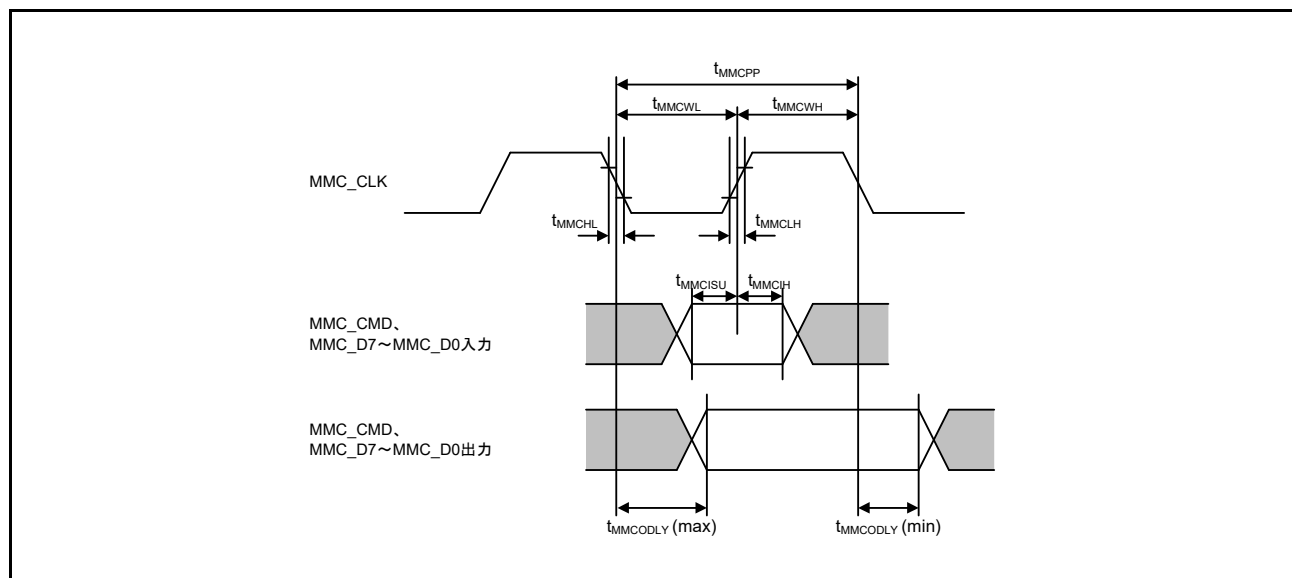 tMMCPP
tMMCWL
tMMCWH
MMC_CLK
tMMCHL
tMMCLH
tMMCISU
tMMCIH
MMC_CMD、
MMC_D7～MMC_D0入力
MMC_CMD、
MMC_D7～MMC_D0出力
tMMCODLY (max)
tMMCODLY (min)